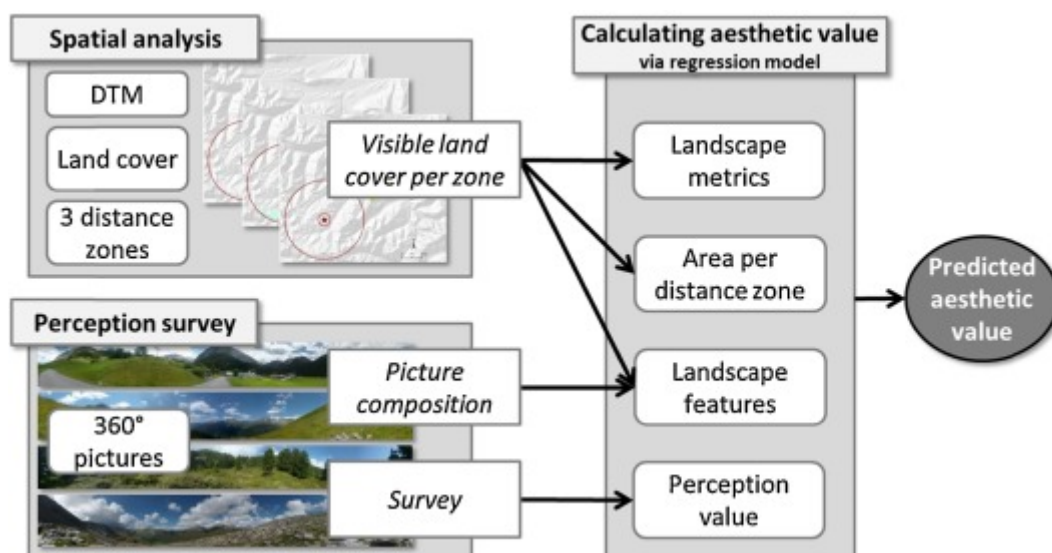 Spatial analysis
DTM
Land cover
3 distance
zones
Visible land
cover per zone
Perception survey
360°
pictures
Picture
composition
Survey
Calculating aesthetic value
via regression model
Landscape
metrics
Area per
distance zone
Landscape
features
Perception
value
Predicted
aesthetic
value